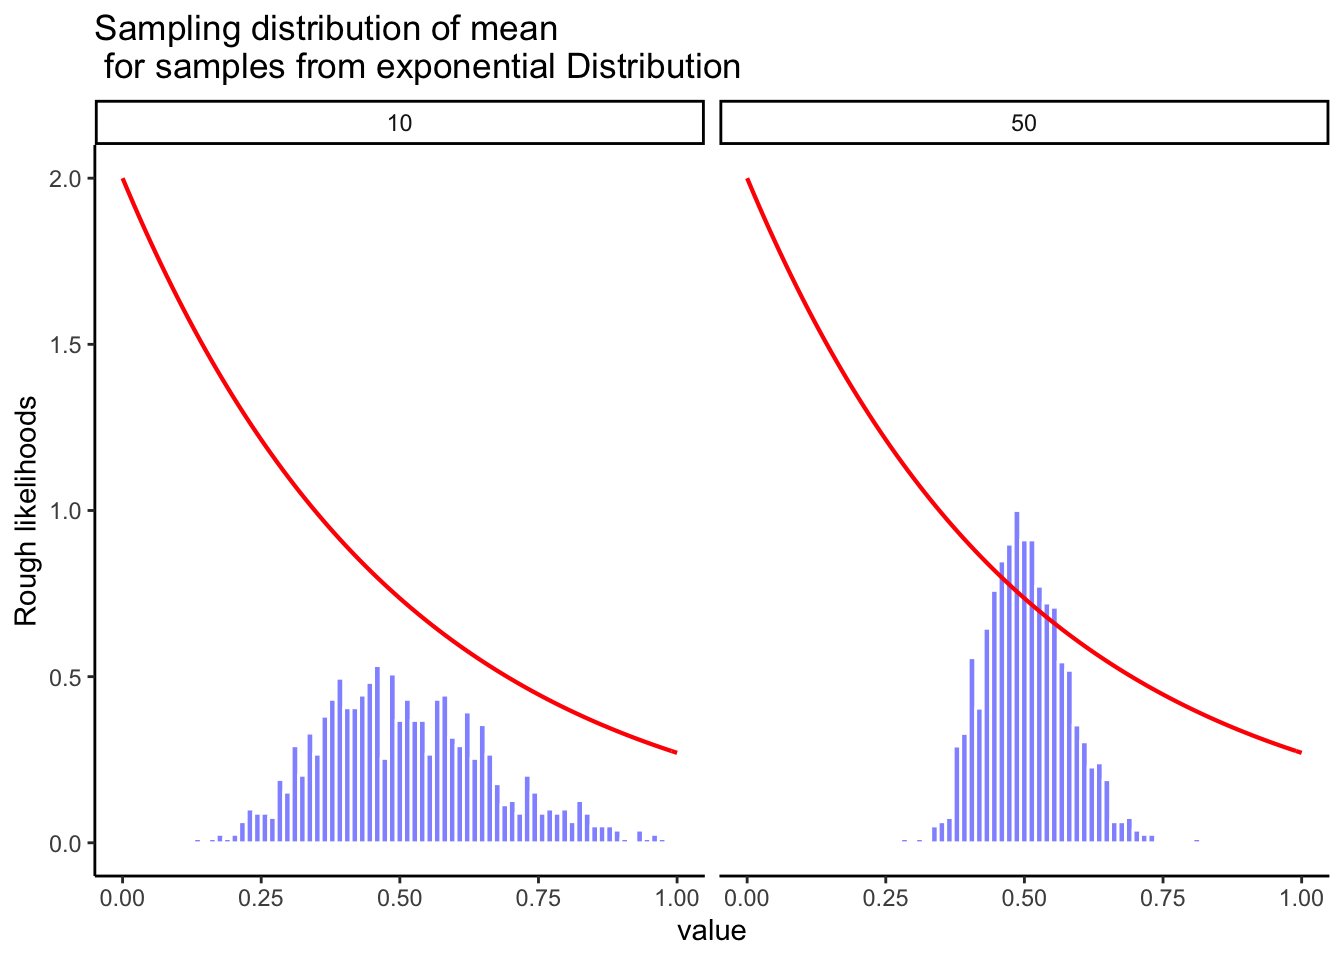 Sampling distribution of mean
for samples from exponential Distribution
10
50
Rough likelihoods
2.0
1.5
1.0
0.5
0.0
0.00 0.25 0.50 0.75 1.00
0.00 0.25 0.50 0.75 1.00
value